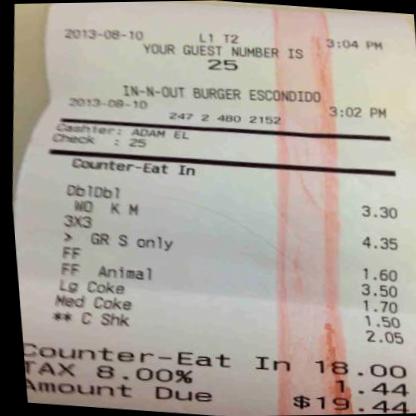 2013-08-10 L1 T2 3:04 PM
YOUR GUEST NUMBER IS
25
IN-N-OUT BURGER ESCONDIDO
2013-08-10 3:02 PM
247 2 480 2152
Cashier: ADAM EL
Check : 25
Counter-Eat In
DblDbl 3.30
WO K M
3X3 4.35
> GR S only
FF 1.60
FF Animal 3.50
Lg Coke 1.70
Med Coke 1.50
** C Shk 2.05
Counter-Eat In 18.00
TAX 8.00% 1.44
Amount Due $19.44